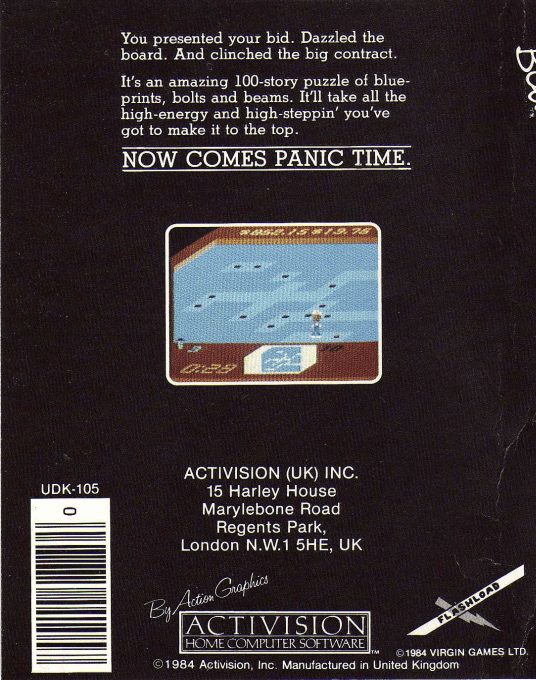 You presented your bid. Dazzled the
board. And clinched the big contract.
It's an amazing 100-story puzzle of blue-
prints, bolts and beams. It'll take all the
high-energy and high-steppin' you've
got to make it to the top.
NOW COMES PANIC TIME.
0:29
ACTIVISION (UK) INC.
15 Harley House
Marylebone Road
Regents Park,
London N.W.1 5HE, UK
UDK-105
0
By Action Graphics
ACTIVISION
HOME COMPUTER SOFTWARE™
©1984 Activision, Inc. Manufactured in United Kingdom
FLASHLOAD
©1984 VIRGIN GAMES LTD.